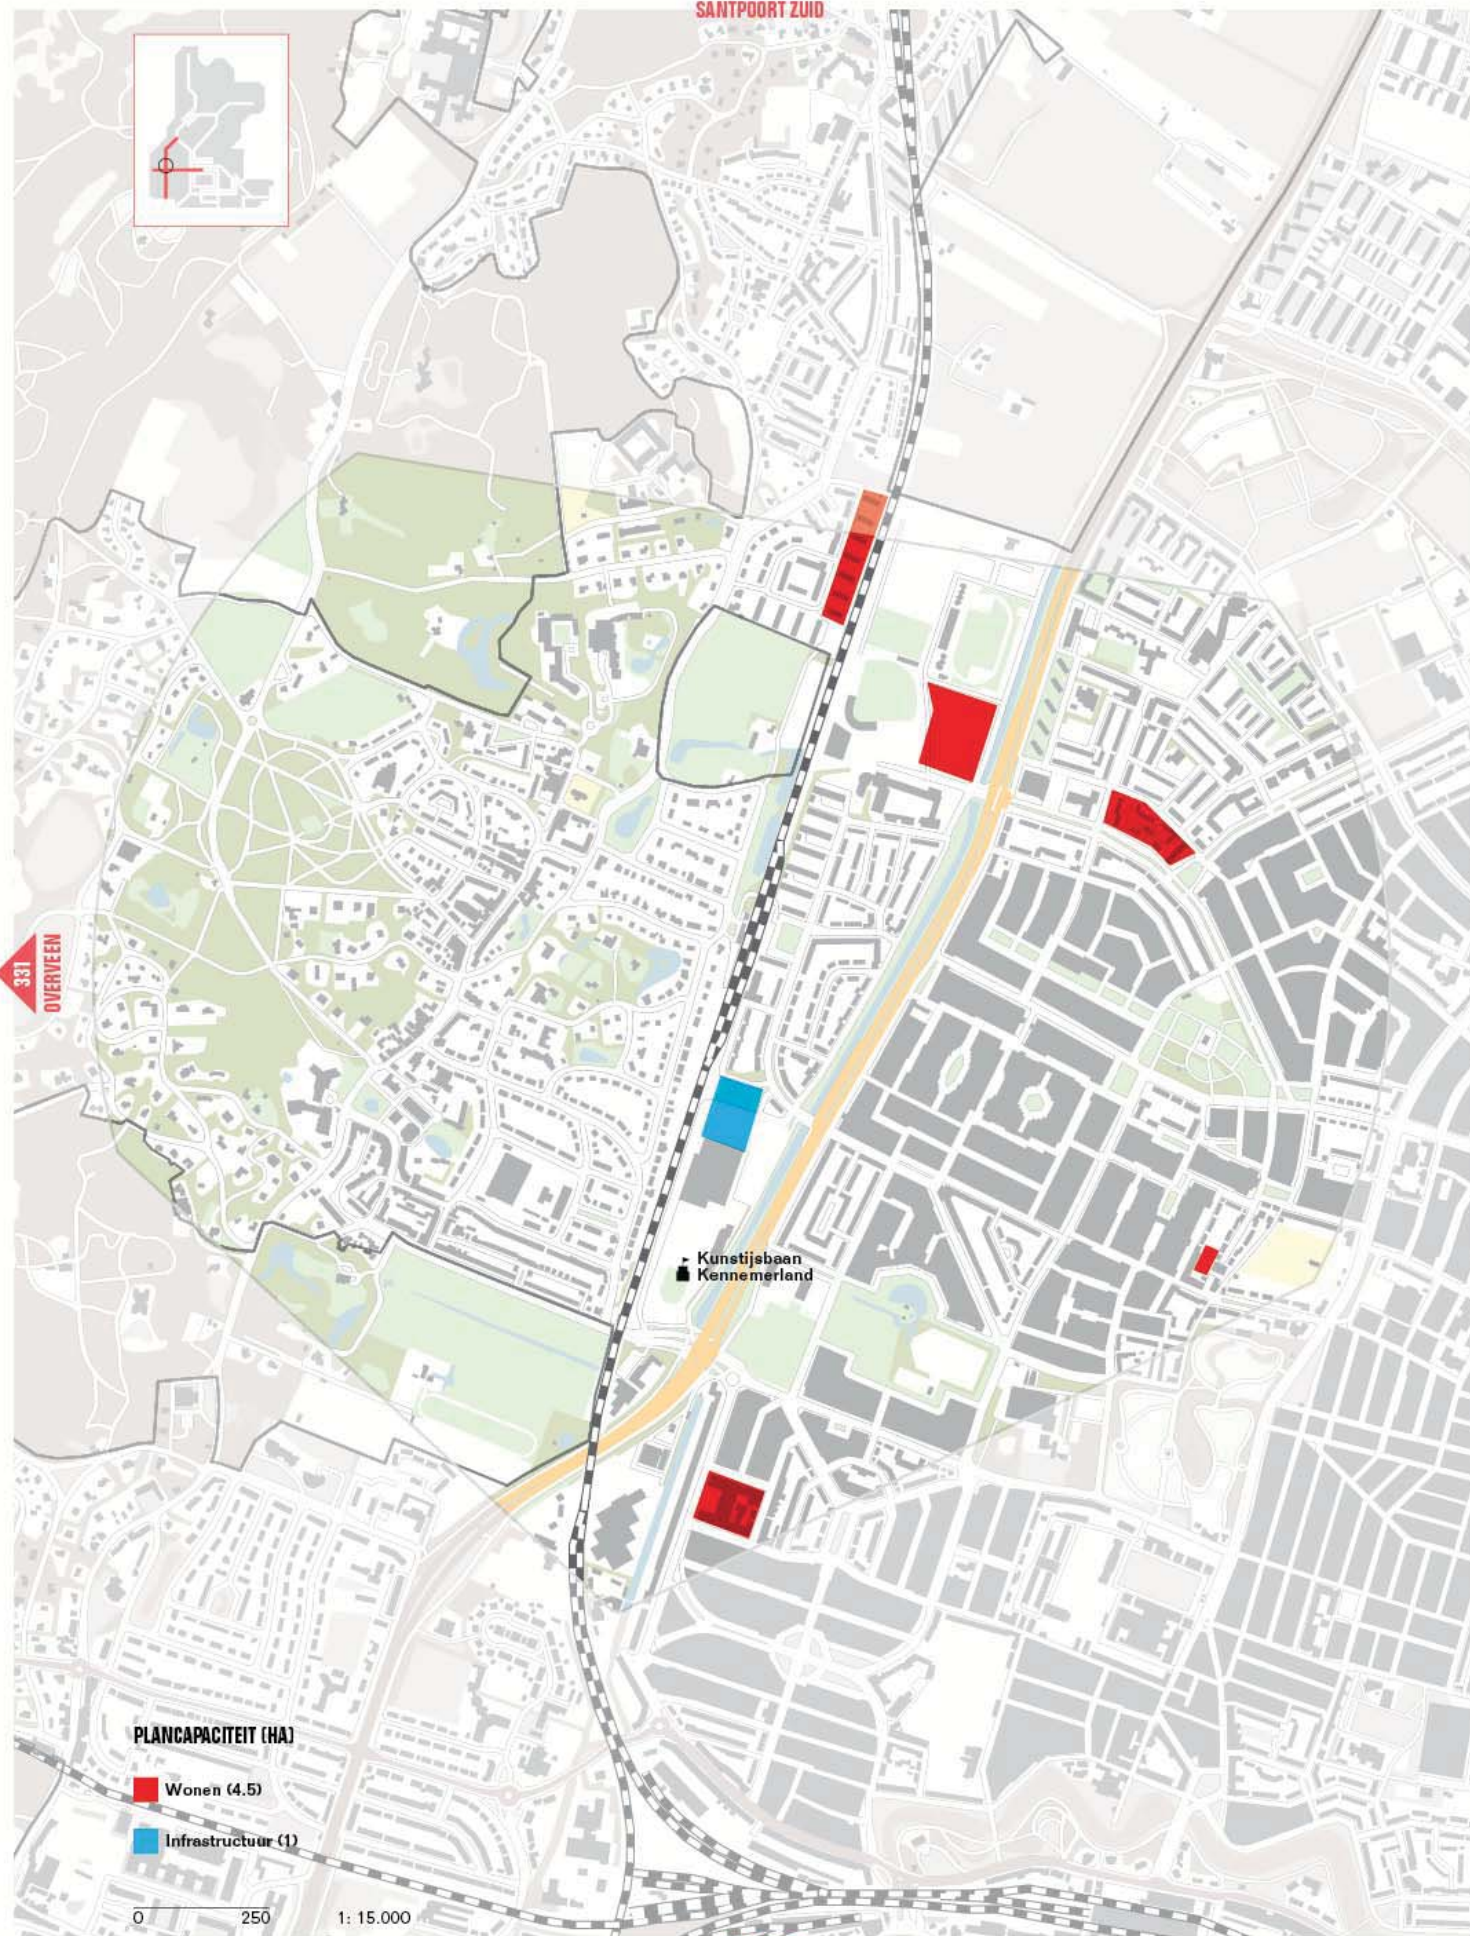 SANTPOORT ZUID
331
OVERVEEN
Kunstijsbaan
Kennemerland
PLANCAPACITEIT (HA)
Wonen (4.5)
Infrastructuur (1)
0 250 1: 15.000